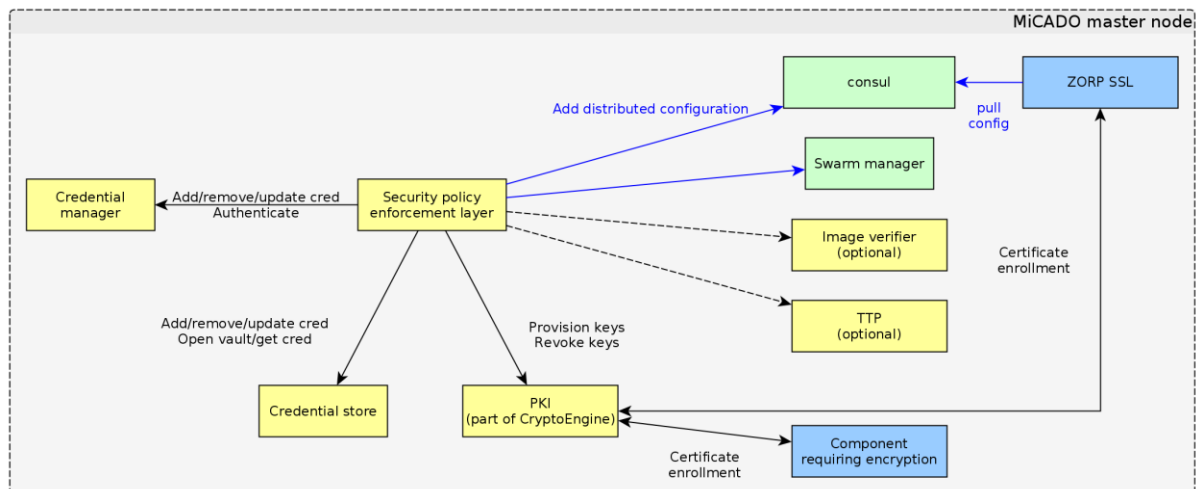 MiCADO master node
consul
ZORP SSL
Add distributed configuration
pull
config
Swarm manager
Credential
manager
Add/remove/update cred
Authenticate
Security policy
enforcement layer
Image verifier
(optional)
Certificate
enrollment
TTP
(optional)
Add/remove/update cred
Open vault/get cred
Provision keys
Revoke keys
Credential store
PKI
(part of CryptoEngine)
Component
requiring encryption
Certificate
enrollment